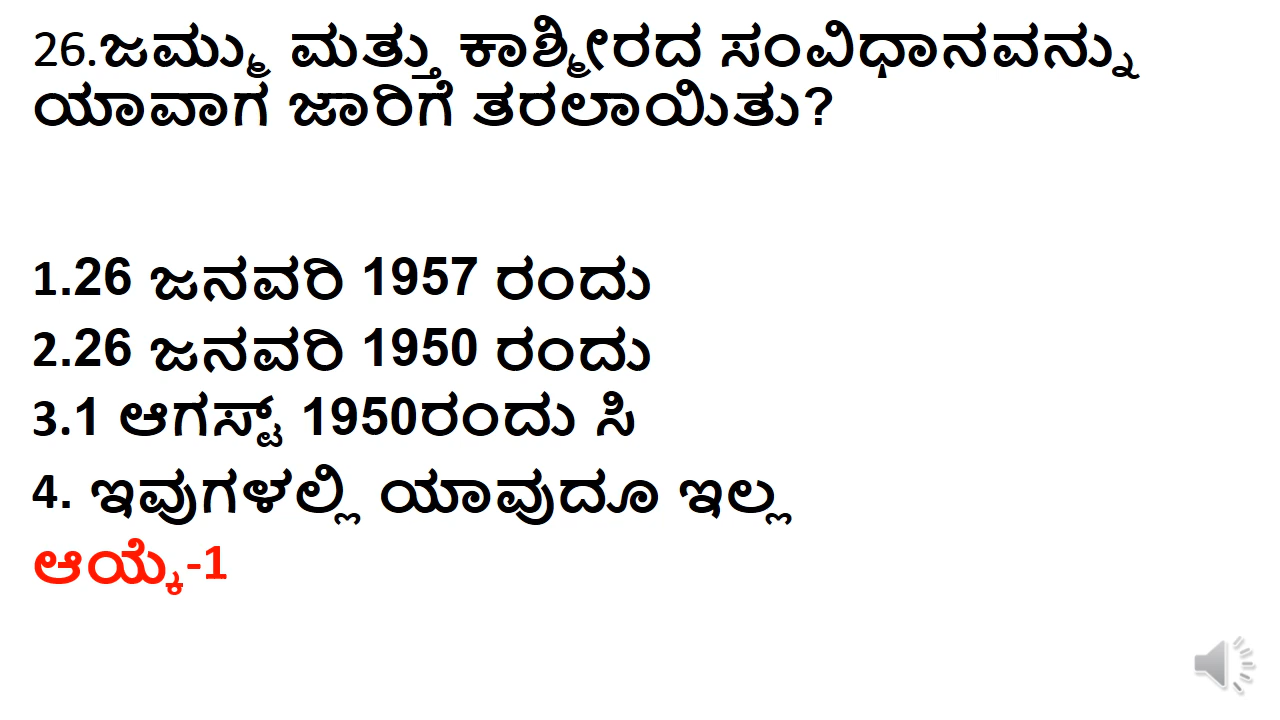 26.ಜಮ್ಮು ಮತ್ತು ಕಾಶ್ಮೀರದ ಸಂವಿಧಾನವನ್ನು
ಯಾವಾಗ ಜಾರಿಗೆ ತರಲಾಯಿತು?
1.26 ಜನವರಿ 1957 ರಂದು
2.26 ಜನವರಿ 1950 ರಂದು
3.1 ಆಗಸ್ಟ್ 1950ರಂದು ಸಿ
4. ಇವುಗಳಲ್ಲಿ ಯಾವುದೂ ಇಲ್ಲ
ಆಯ್ಕೆ-1